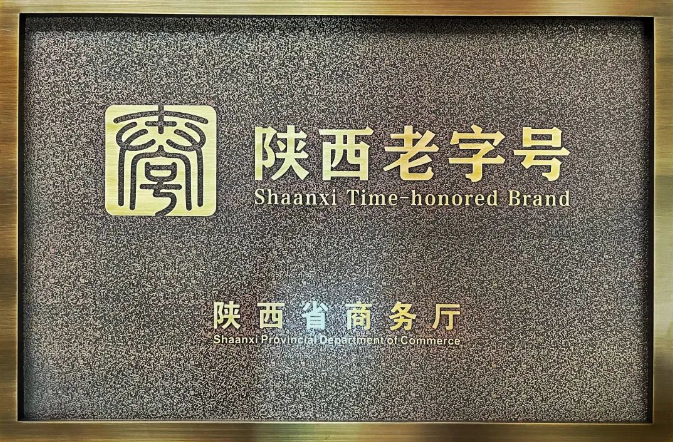 陕西老字号
Shaanxi Time-honored Brand
陕西省商务厅
Shaanxi Provincial Department of Commerce